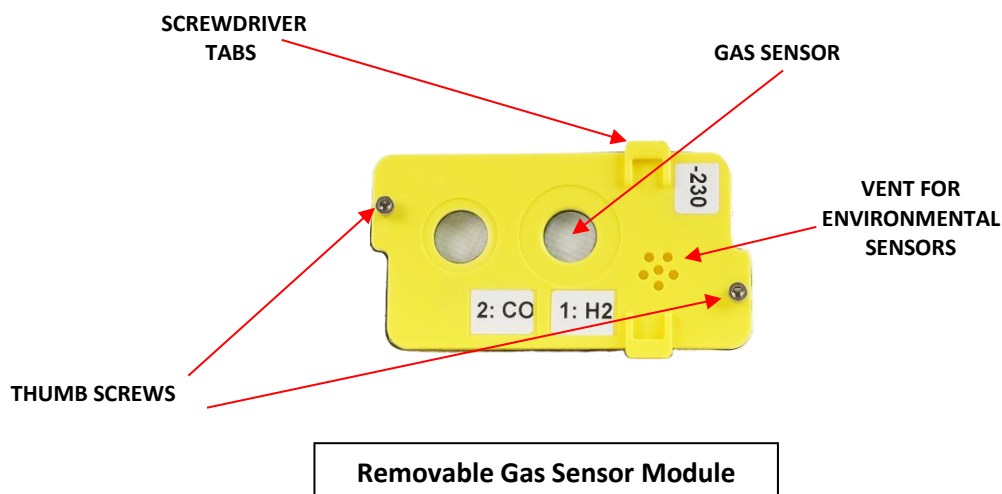 SCREWDRIVER
TABS
GAS SENSOR
-230
VENT FOR
ENVIRONMENTAL
SENSORS
2: CO
1: H2
THUMB SCREWS
Removable Gas Sensor Module